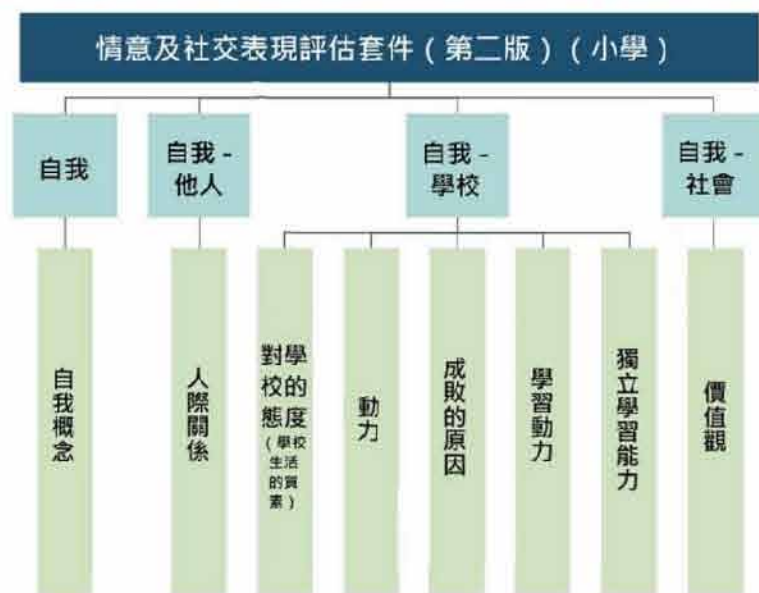 情意及社交表現評估套件（第二版）（小學）
自我
自我 -
他人
自我 -
學校
自我 -
社會
自我概念
人際關係
對學
校的
態度
（學校
生活
的質
素）
動力
成敗的原因
學習動力
獨立學習能力
價值觀